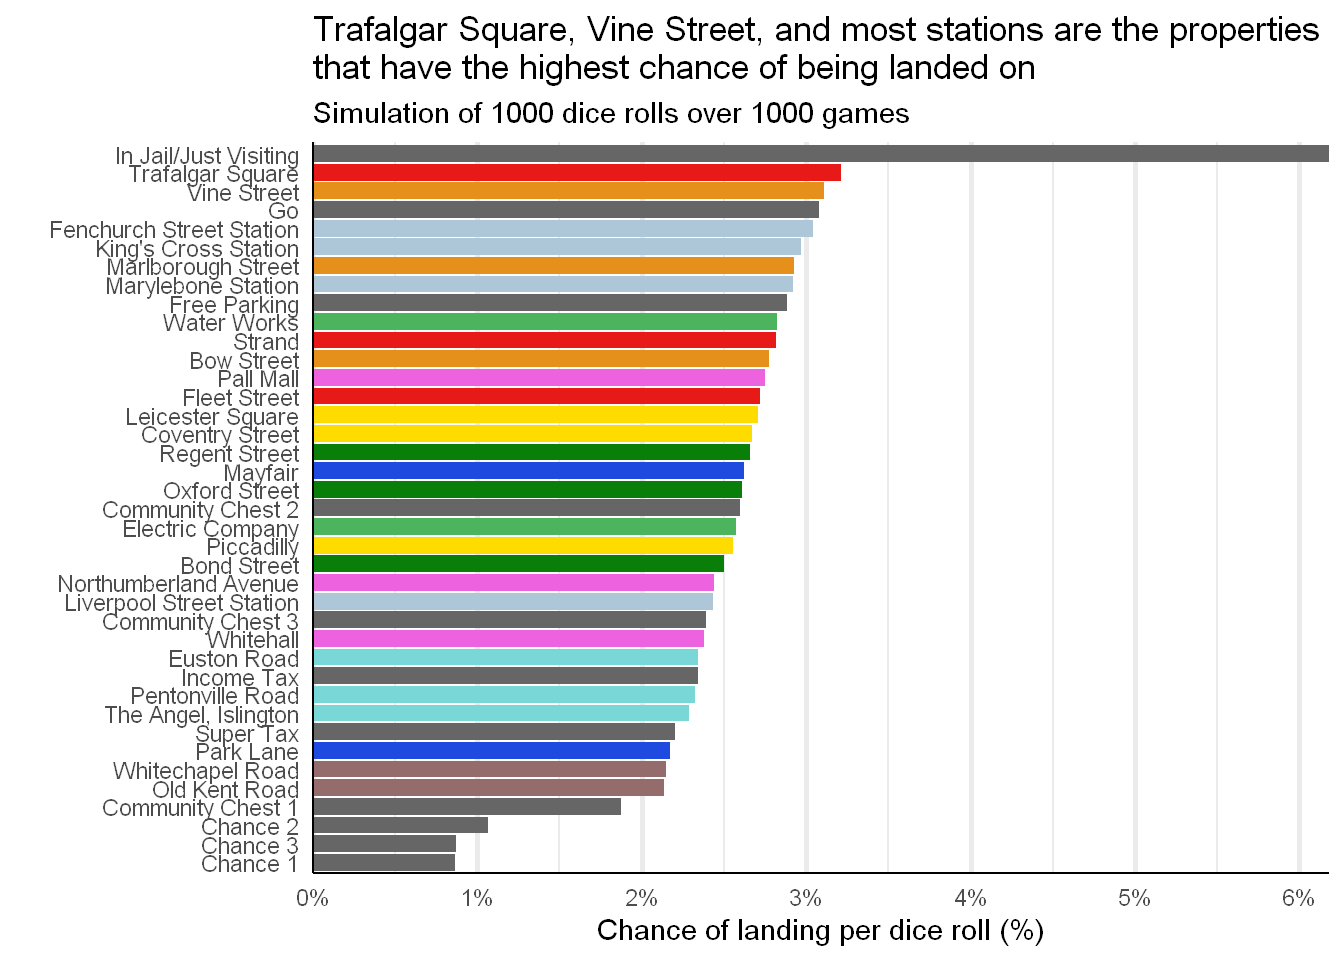 Trafalgar Square, Vine Street, and most stations are the properties
that have the highest chance of being landed on
Simulation of 1000 dice rolls over 1000 games
In Jail/Just Visiting
Trafalgar Square
Vine Street
Go
Fenchurch Street Station
King's Cross Station
Marlborough Street
Marylebone Station
Free Parking
Water Works
Strand
Bow Street
Pall Mall
Fleet Street
Leicester Square
Coventry Street
Regent Street
Mayfair
Oxford Street
Community Chest 2
Electric Company
Piccadilly
Bond Street
Northumberland Avenue
Liverpool Street Station
Community Chest 3
Whitehall
Euston Road
Income Tax
Pentonville Road
The Angel, Islington
Super Tax
Park Lane
Whitechapel Road
Old Kent Road
Community Chest 1
Chance 2
Chance 3
Chance 1
0% 1% 2% 3% 4% 5% 6%
Chance of landing per dice roll (%)